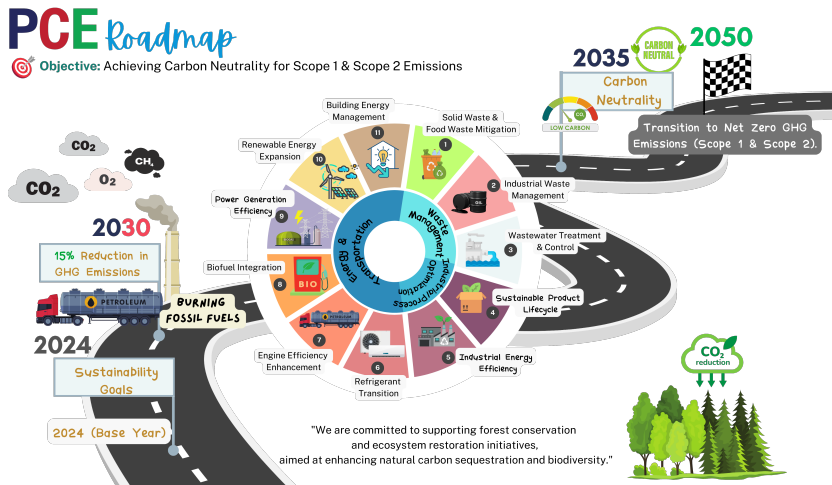 PCE Roadmap
Objective: Achieving Carbon Neutrality for Scope 1 & Scope 2 Emissions
2035
CARBON
NEUTRAL
2050
Carbon
Neutrality
CO₂
LOW CARBON
Transition to Net Zero GHG
Emissions (Scope 1 & Scope 2).
CO₂
CH₄
CO₂
O₂
2030
15% Reduction in
GHG Emissions
PETROLEUM
BURNING
FOSSIL FUELS
2024
Sustainability
Goals
2024 (Base Year)
Building Energy
Management
11
Solid Waste &
Food Waste Mitigation
1
Industrial Waste
Management
2
OIL
Wastewater Treatment
& Control
3
Sustainable Product
Lifecycle
4
Industrial Energy
Efficiency
5
Refrigerant
Transition
6
Engine Efficiency
Enhancement
7
Biofuel Integration
8
BIO
Power Generation
Efficiency
9
Renewable Energy
Expansion
10
Energy &
Transportation
Waste
Management
Industrial Process
Optimization
CO₂
reduction
"We are committed to supporting forest conservation
and ecosystem restoration initiatives,
aimed at enhancing natural carbon sequestration and biodiversity."